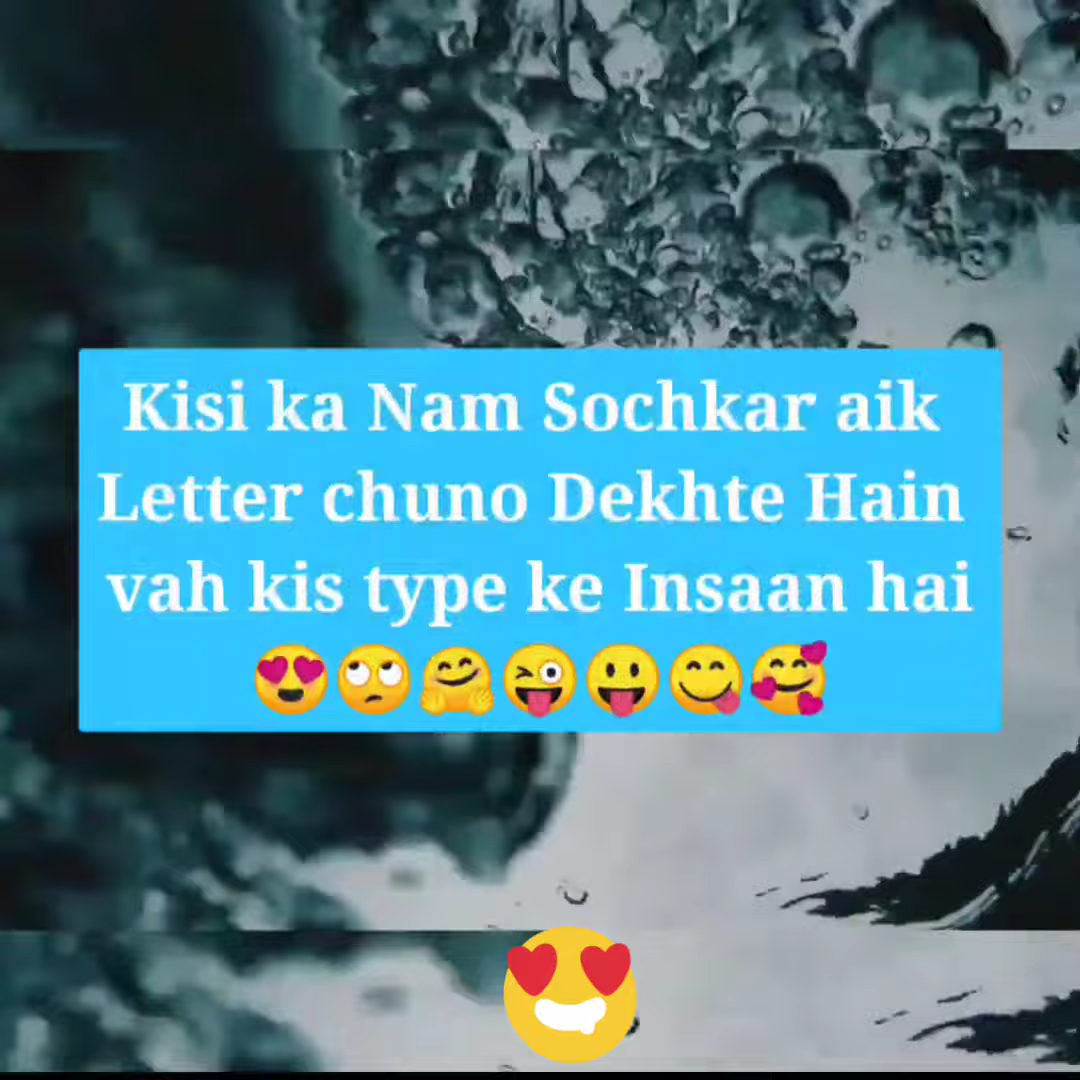 Kisi ka Nam Sochkar aik
Letter chuno Dekhte Hain
vah kis type ke Insaan hai
😍🙄🤗😜😛😋🥰